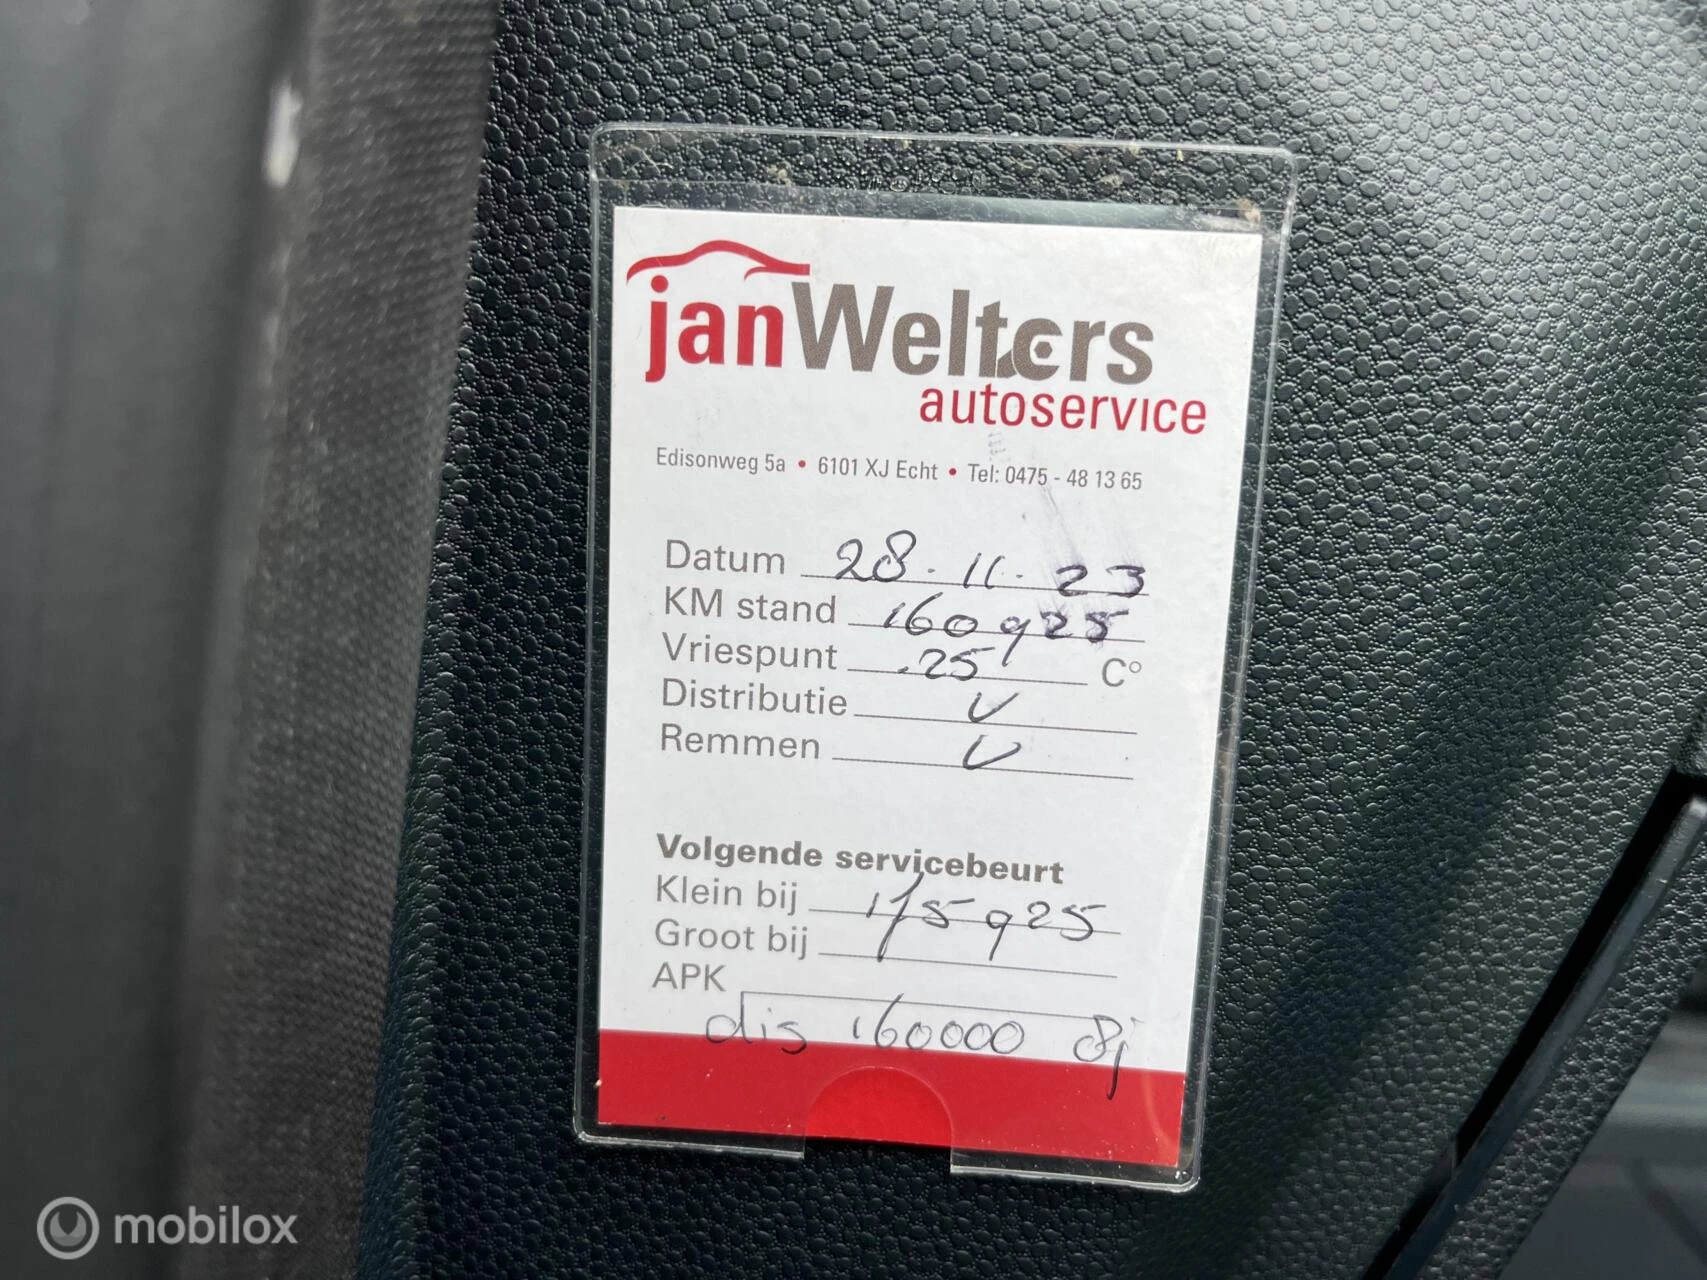 janWelters
autoservice
Edisonweg 5a • 6101 XJ Echt • Tel: 0475 - 48 13 65
Datum 28.11.23
KM stand 160925
Vriespunt -25 C°
Distributie V
Remmen V
Volgende servicebeurt
Klein bij 175925
Groot bij
APK
dis 160000 8j
mobilox